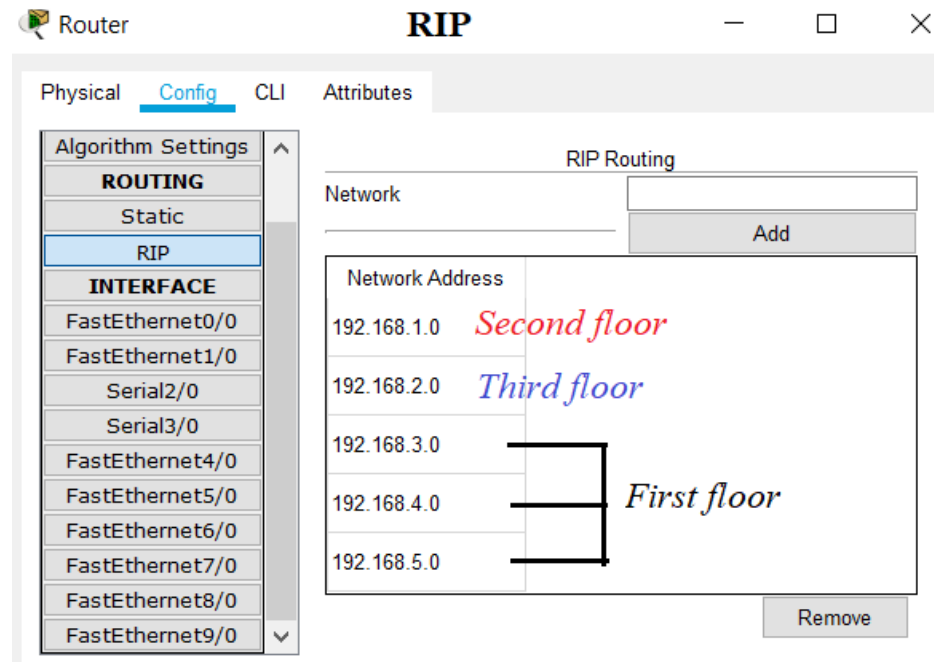 Router
RIP
Physical Config CLI Attributes
Algorithm Settings
ROUTING
Static
RIP
INTERFACE
FastEthernet0/0
FastEthernet1/0
Serial2/0
Serial3/0
FastEthernet4/0
FastEthernet5/0
FastEthernet6/0
FastEthernet7/0
FastEthernet8/0
FastEthernet9/0
RIP Routing
Network
Add
Network Address
192.168.1.0 Second floor
192.168.2.0 Third floor
192.168.3.0
192.168.4.0 First floor
192.168.5.0
Remove